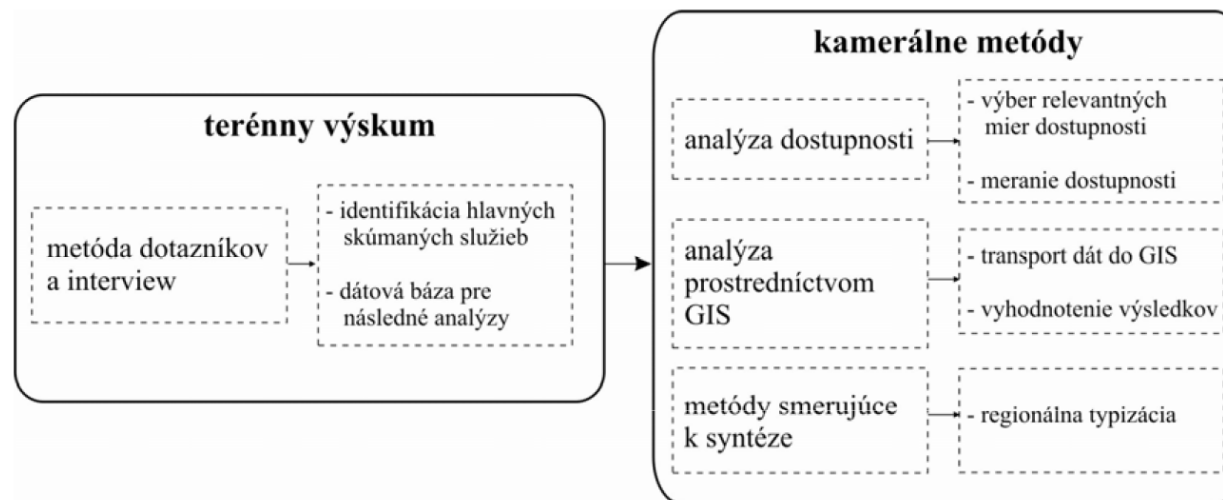 terénny výskum
metóda dotazníkov
a interview
- identifikácia hlavných
skúmaných služieb
- dátová báza pre
následné analýzy
kamerálne metódy
analýza dostupnosti
- výber relevantných
mier dostupnosti
- meranie dostupnosti
analýza
prostredníctvom
GIS
- transport dát do GIS
- vyhodnotenie výsledkov
metódy smerujúce
k syntéze
- regionálna typizácia